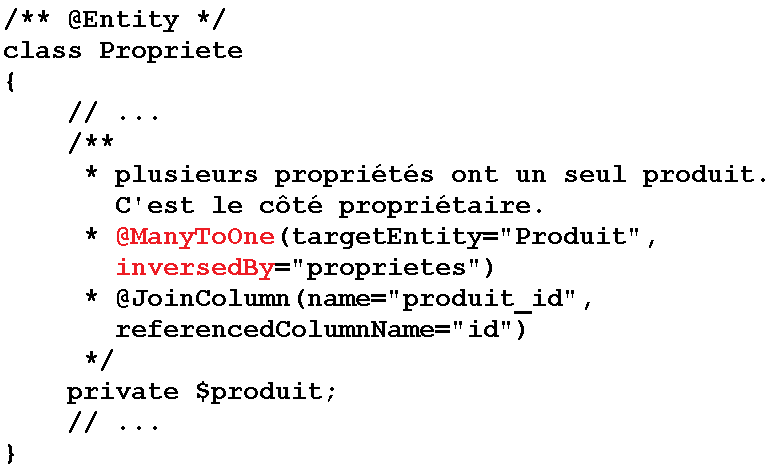 /** @Entity */
class Propriete
{
    // ...
    /**
     * plusieurs propriétés ont un seul produit.
       C'est le côté propriétaire.
     * @ManyToOne(targetEntity="Produit",
       inversedBy="proprietes")
     * @JoinColumn(name="produit_id",
       referencedColumnName="id")
     */
    private $produit;
    // ...
}